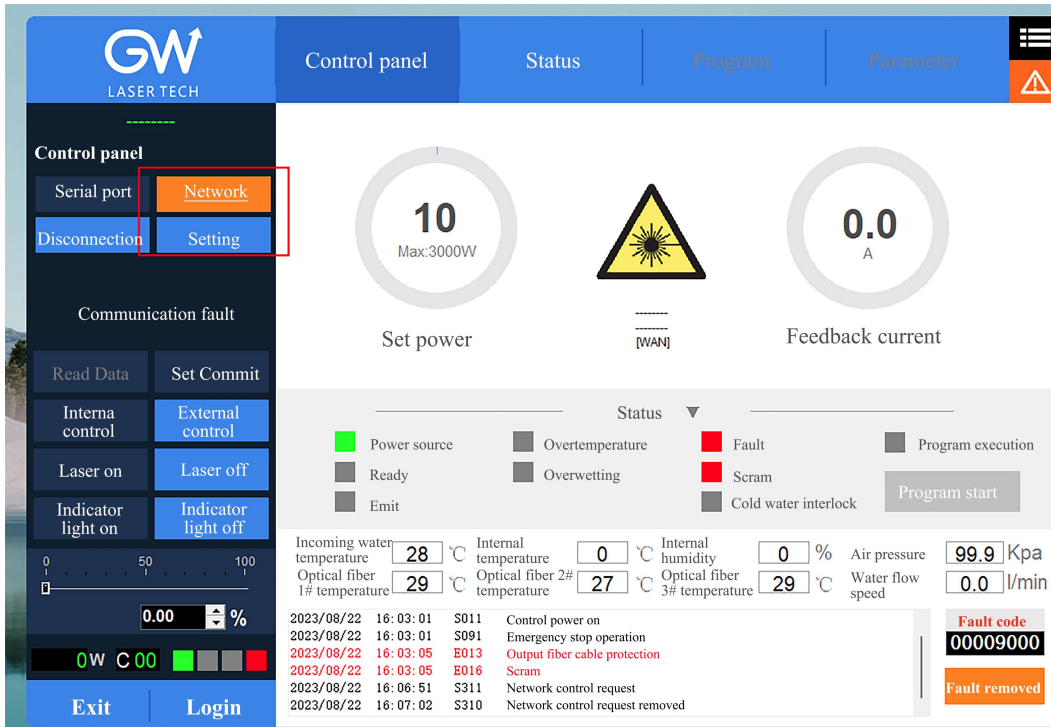 GW
LASER TECH
Control panel
Status
Program
Parameter
--------
Control panel
Serial port
Network
Disconnection
Setting
Communication fault
Read Data
Set Commit
Interna
control
External
control
Laser on
Laser off
Indicator
light on
Indicator
light off
0 50 100
0.00 %
0W C 00
Exit
Login
10
Max:3000W
Set power
--------
--------
[WAN]
0.0
A
Feedback current
Status ▼
Power source
Overtemperature
Fault
Program execution
Ready
Overwetting
Scram
Program start
Emit
Cold water interlock
Incoming water
temperature 28 ℃
Internal
temperature 0 ℃
Internal
humidity 0 %
Air pressure 99.9 Kpa
Optical fiber
1# temperature 29 ℃
Optical fiber 2#
temperature 27 ℃
Optical fiber
3# temperature 29 ℃
Water flow
speed 0.0 l/min
2023/08/22 16:03:01 S011 Control power on
2023/08/22 16:03:01 S091 Emergency stop operation
2023/08/22 16:03:05 E013 Output fiber cable protection
2023/08/22 16:03:05 E016 Scram
2023/08/22 16:06:51 S311 Network control request
2023/08/22 16:07:02 S310 Network control request removed
Fault code
00009000
Fault removed